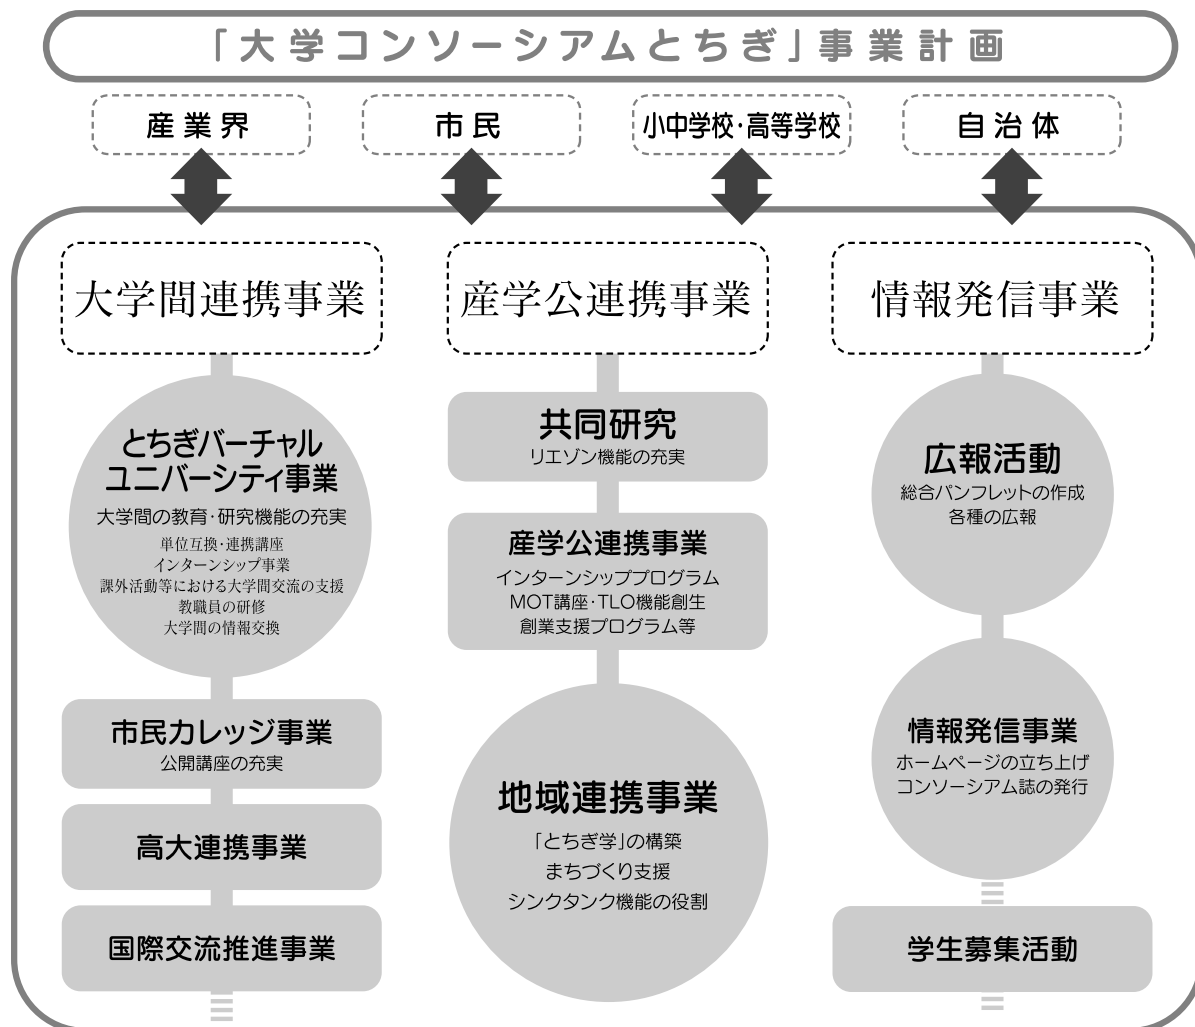 「大学コンソーシアムとちぎ」事業計画
産業界
市民
小中学校・高等学校
自治体
大学間連携事業
とちぎバーチャル
ユニバーシティ事業
大学間の教育・研究機能の充実
単位互換・連携講座
インターンシップ事業
課外活動等における大学間交流の支援
教職員の研修
大学間の情報交換
市民カレッジ事業
公開講座の充実
高大連携事業
国際交流推進事業
産学公連携事業
共同研究
リエゾン機能の充実
産学公連携事業
インターンシッププログラム
MOT講座・TLO機能創生
創業支援プログラム等
地域連携事業
「とちぎ学」の構築
まちづくり支援
シンクタンク機能の役割
情報発信事業
広報活動
総合パンフレットの作成
各種の広報
情報発信事業
ホームページの立ち上げ
コンソーシアム誌の発行
学生募集活動